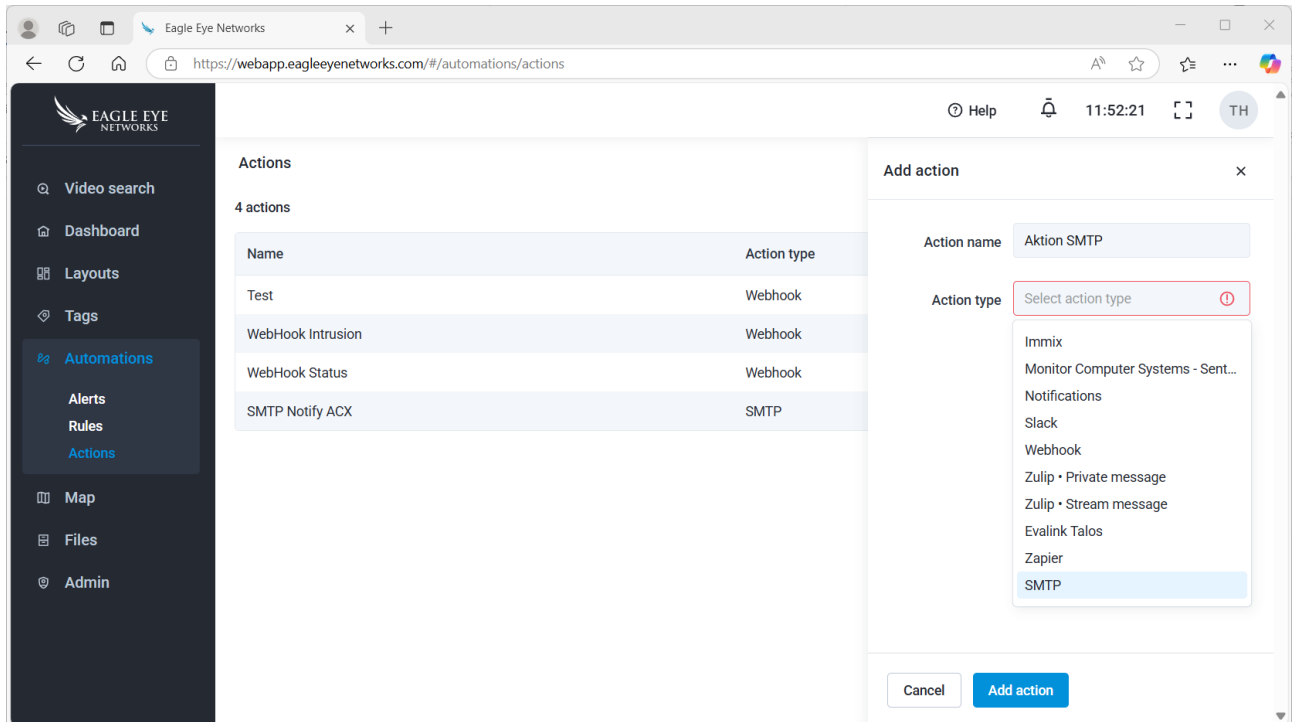 Eagle Eye Networks
https://webapp.eagleeyenetworks.com/#/automations/actions
EAGLE EYE
NETWORKS
Help
11:52:21
TH
Video search
Dashboard
Layouts
Tags
Automations
Alerts
Rules
Actions
Map
Files
Admin
Actions
4 actions
Name Action type
Test Webhook
WebHook Intrusion Webhook
WebHook Status Webhook
SMTP Notify ACX SMTP
Add action
Action name Aktion SMTP
Action type Select action type
Immix
Monitor Computer Systems - Sent...
Notifications
Slack
Webhook
Zulip • Private message
Zulip • Stream message
Evalink Talos
Zapier
SMTP
Cancel Add action